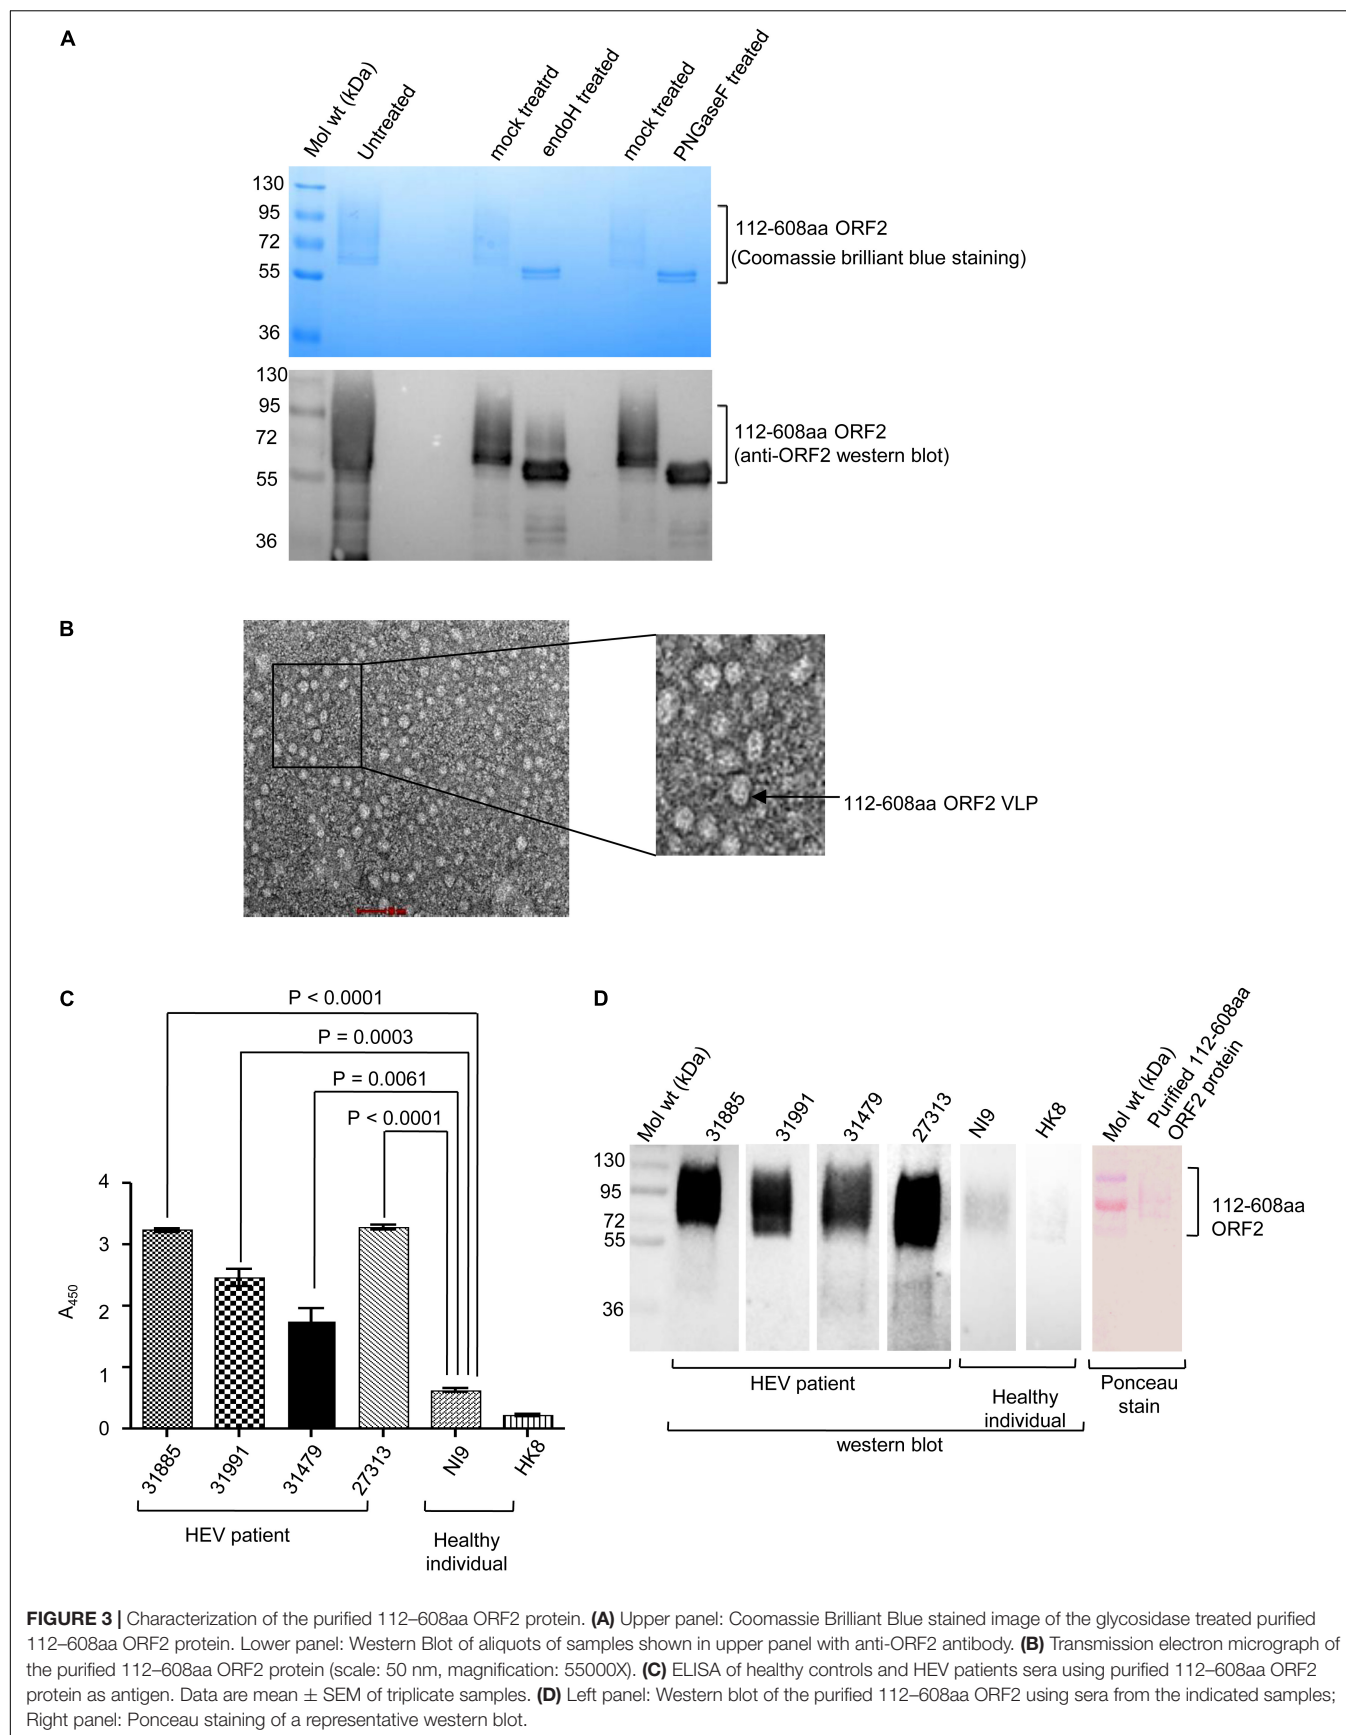 A
Mol wt (kDa)
Untreated
mock treatrd
endoH treated
mock treated
PNGaseF treated
130
95
72
55
36
112-608aa ORF2
(Coomassie brilliant blue staining)
130
95
72
55
36
112-608aa ORF2
(anti-ORF2 western blot)
B
112-608aa ORF2 VLP
C
P < 0.0001
P = 0.0003
P = 0.0061
P < 0.0001
4
3
2
1
0
A450
31885
31991
31479
27313
NI9
HK8
HEV patient
Healthy
individual
D
Mol wt (kDa)
31885
31991
31479
27313
NI9
HK8
Mol wt (kDa)
Purified 112-608aa
ORF2 protein
130
95
72
55
36
112-608aa
ORF2
HEV patient
Healthy
individual
Ponceau
stain
western blot
FIGURE 3 | Characterization of the purified 112–608aa ORF2 protein. (A) Upper panel: Coomassie Brilliant Blue stained image of the glycosidase treated purified
112–608aa ORF2 protein. Lower panel: Western Blot of aliquots of samples shown in upper panel with anti-ORF2 antibody. (B) Transmission electron micrograph of
the purified 112–608aa ORF2 protein (scale: 50 nm, magnification: 55000X). (C) ELISA of healthy controls and HEV patients sera using purified 112–608aa ORF2
protein as antigen. Data are mean ± SEM of triplicate samples. (D) Left panel: Western blot of the purified 112–608aa ORF2 using sera from the indicated samples;
Right panel: Ponceau staining of a representative western blot.